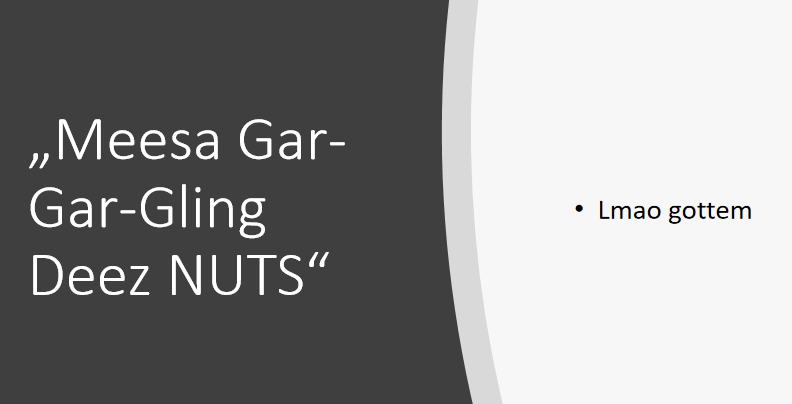 „Meesa Gar-
Gar-Gling
Deez NUTS“
• Lmao gottem